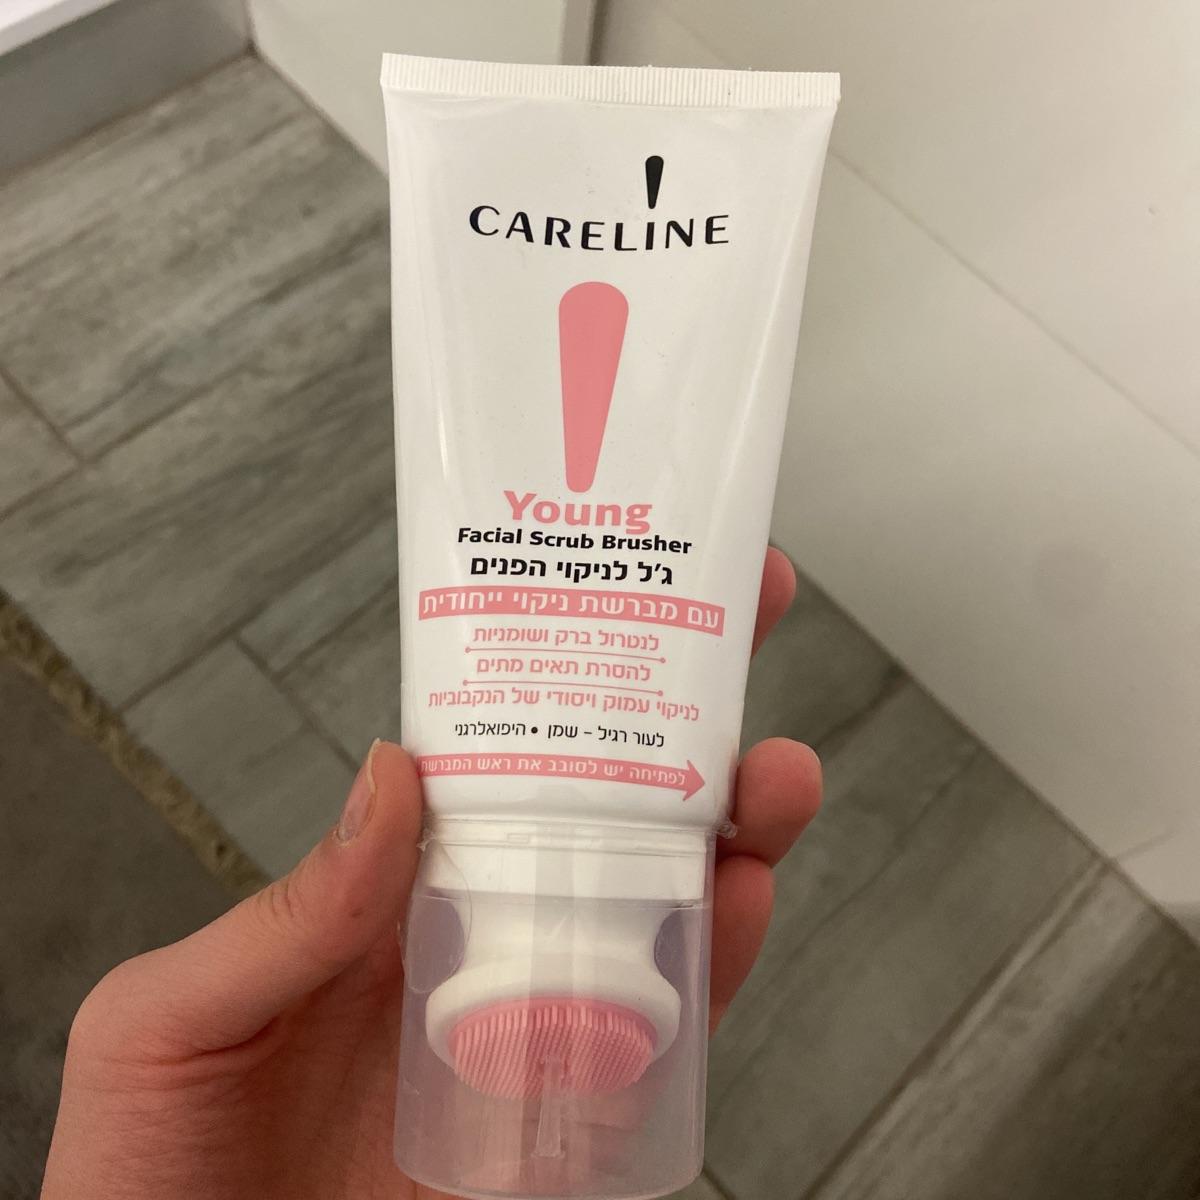 CARELINE
Young
Facial Scrub Brusher
ג'ל לניקוי הפנים
עם מברשת ניקוי ייחודית
לנטרול ברק ושומניות
להסרת תאים מתים
לניקוי עמוק ויסודי של הנקבוביות
לעור רגיל – שמן • היפואלרגני
לפתיחה יש לסובב את ראש המברשת